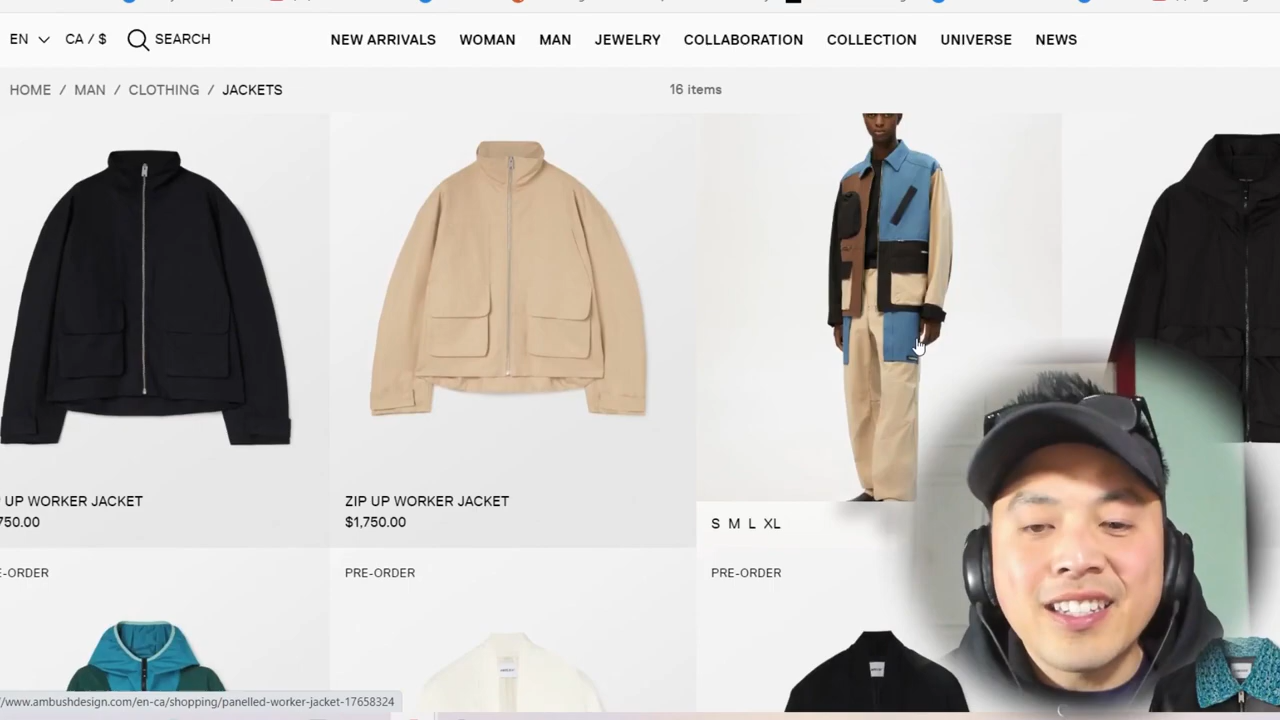 EN CA / $ SEARCH NEW ARRIVALS WOMAN MAN JEWELRY COLLABORATION COLLECTION UNIVERSE NEWS
HOME / MAN / CLOTHING / JACKETS 16 items
UP WORKER JACKET
750.00
ZIP UP WORKER JACKET
$1,750.00
S M L XL
E-ORDER
PRE-ORDER
PRE-ORDER
/www.ambushdesign.com/en-ca/shopping/panelled-worker-jacket-17658324